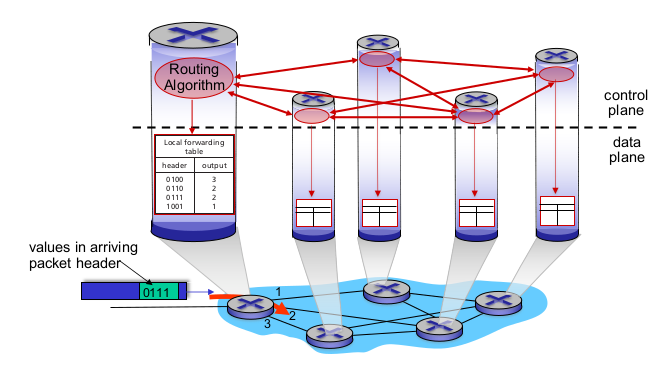 Routing
Algorithm
control
plane
data
plane
Local forwarding
table
header output
0100 3
0110 2
0111 2
1001 1
values in arriving
packet header
0111
1
2
3